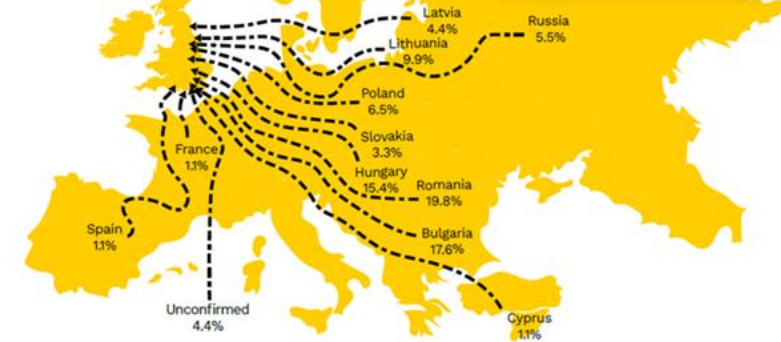 Latvia
4.4%
Russia
5.5%
Lithuania
9.9%
Poland
6.5%
Slovakia
3.3%
France
1.1%
Hungary
15.4%
Romania
19.8%
Spain
1.1%
Bulgaria
17.6%
Unconfirmed
4.4%
Cyprus
1.1%